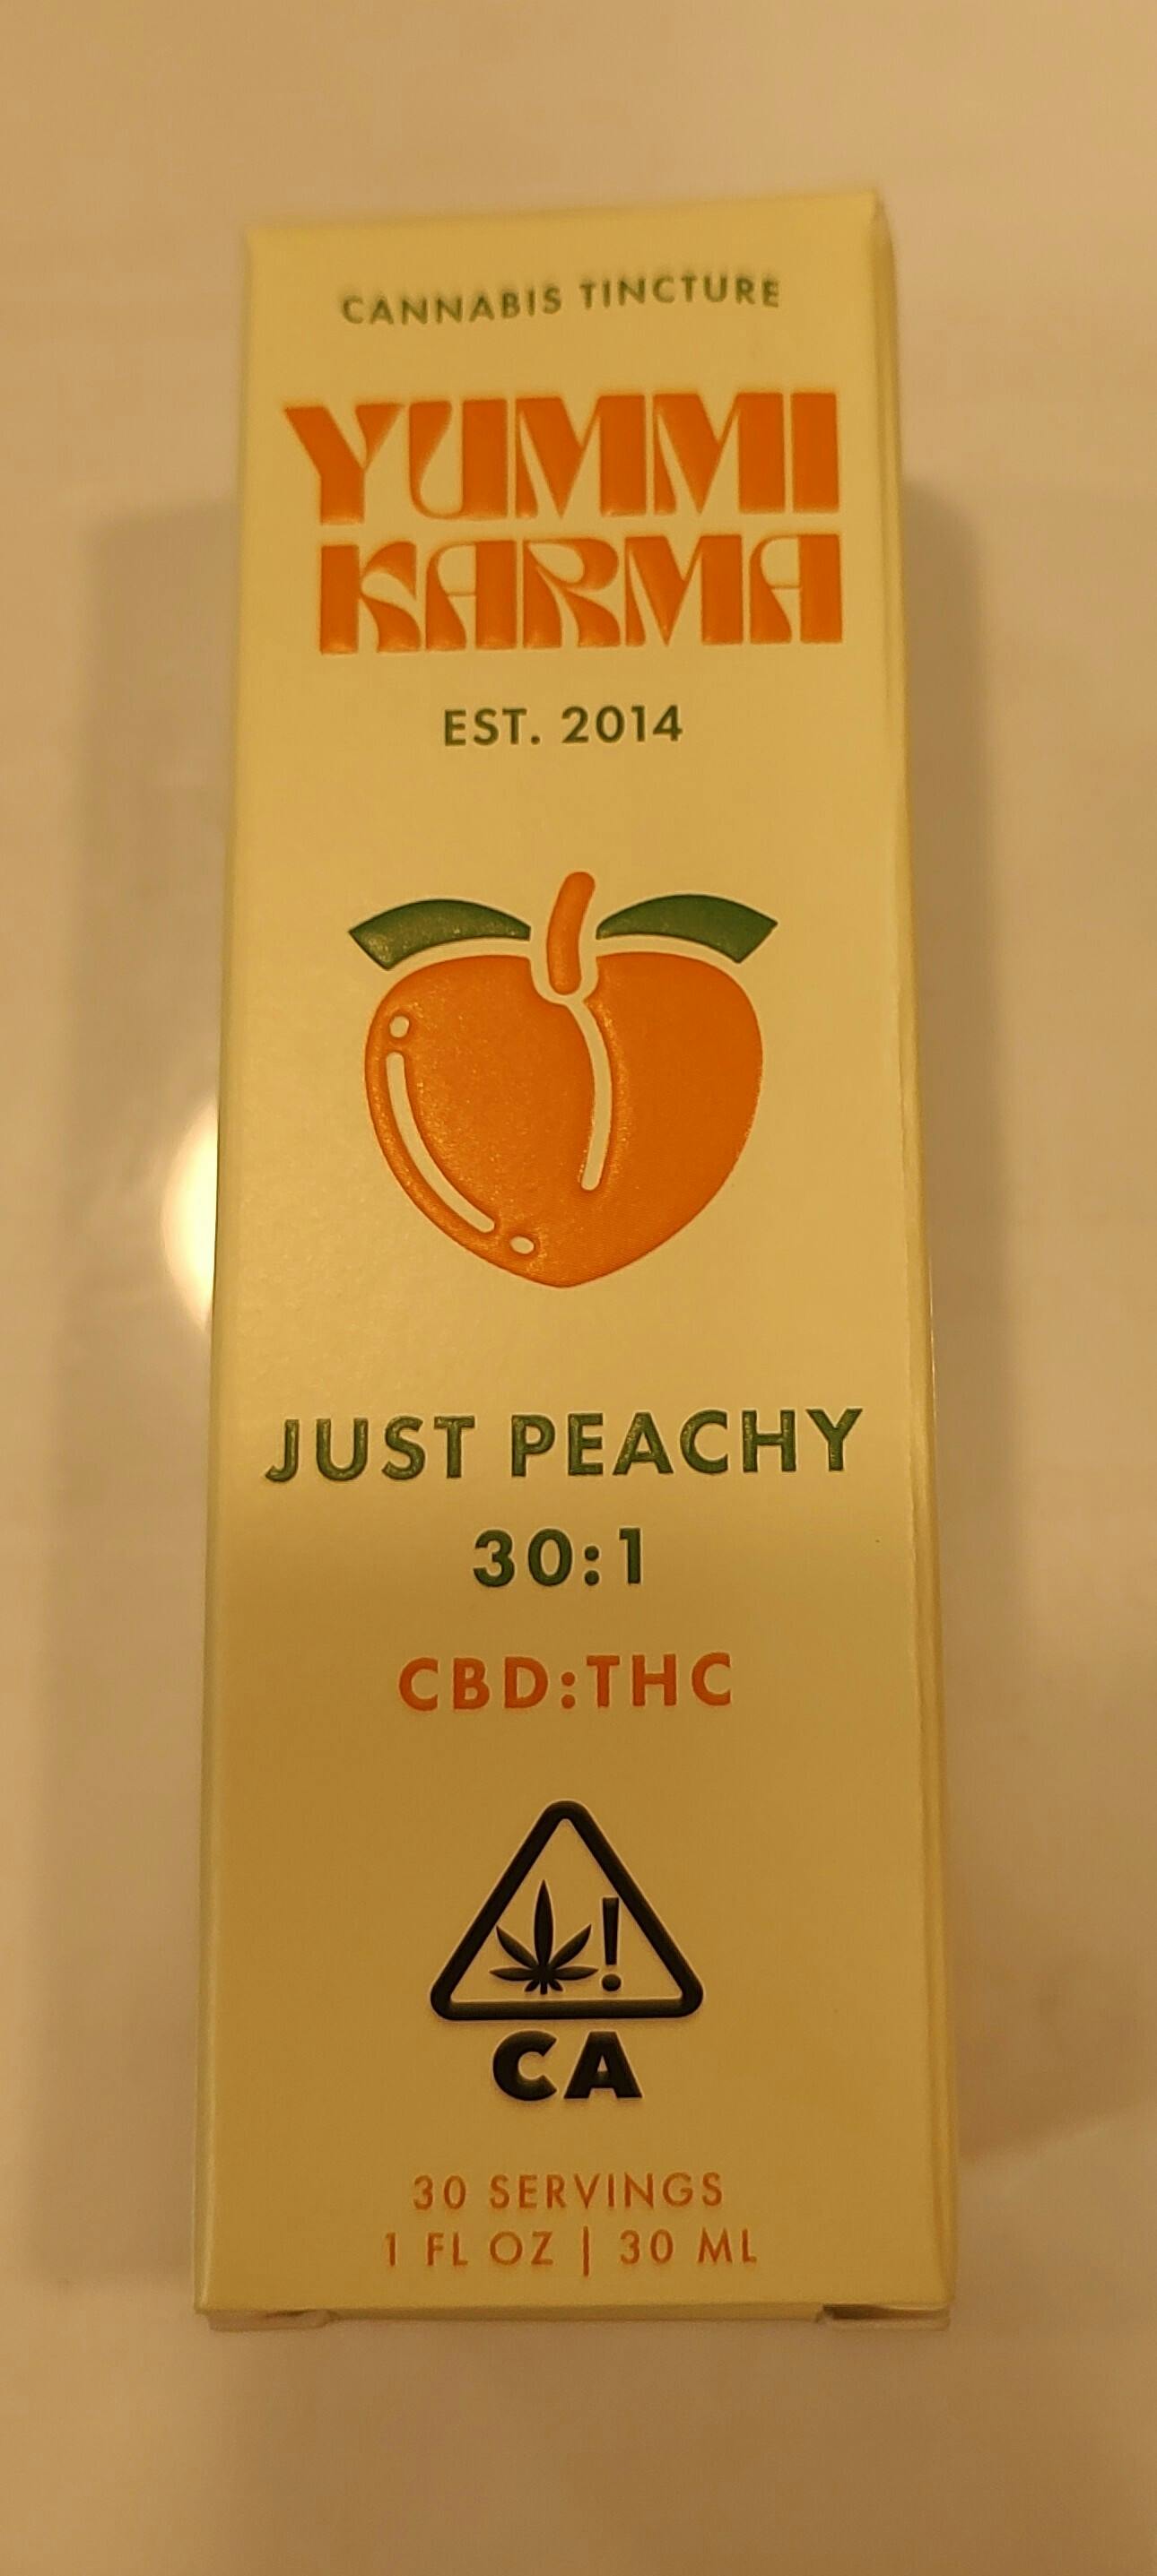 CANNABIS TINCTURE
YUMMI
KARMA
EST. 2014
JUST PEACHY
30:1
CBD:THC
!
CA
30 SERVINGS
1 FL OZ | 30 ML